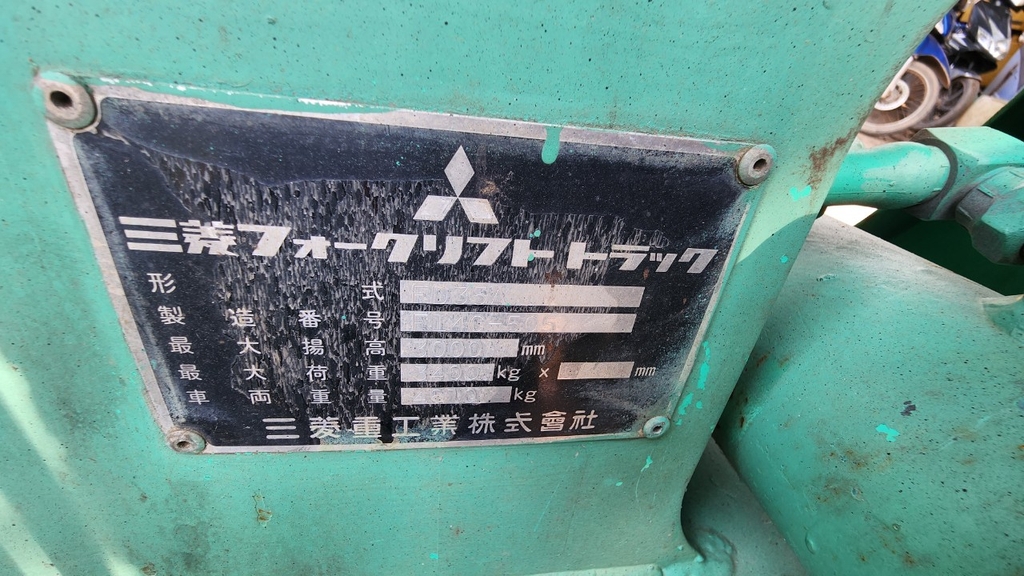 三菱フォークリフトトラック
形式
製造番号
最大揚高 mm
最大荷重 kg x mm
車両重量 kg
三菱重工業株式會社